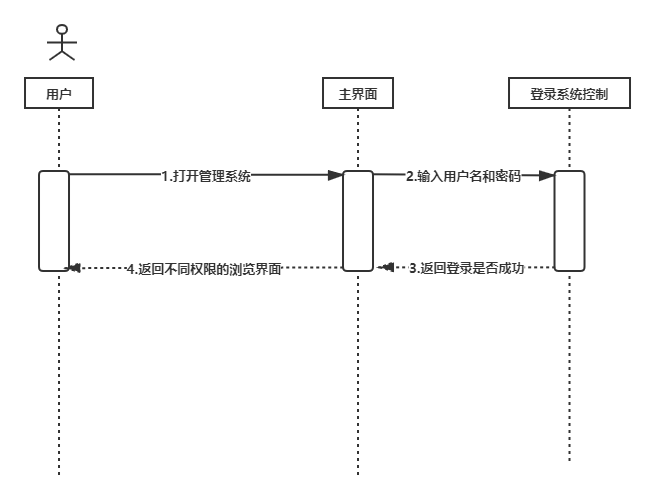 用户
主界面
登录系统控制
1.打开管理系统
2.输入用户名和密码
4.返回不同权限的浏览界面
3.返回登录是否成功